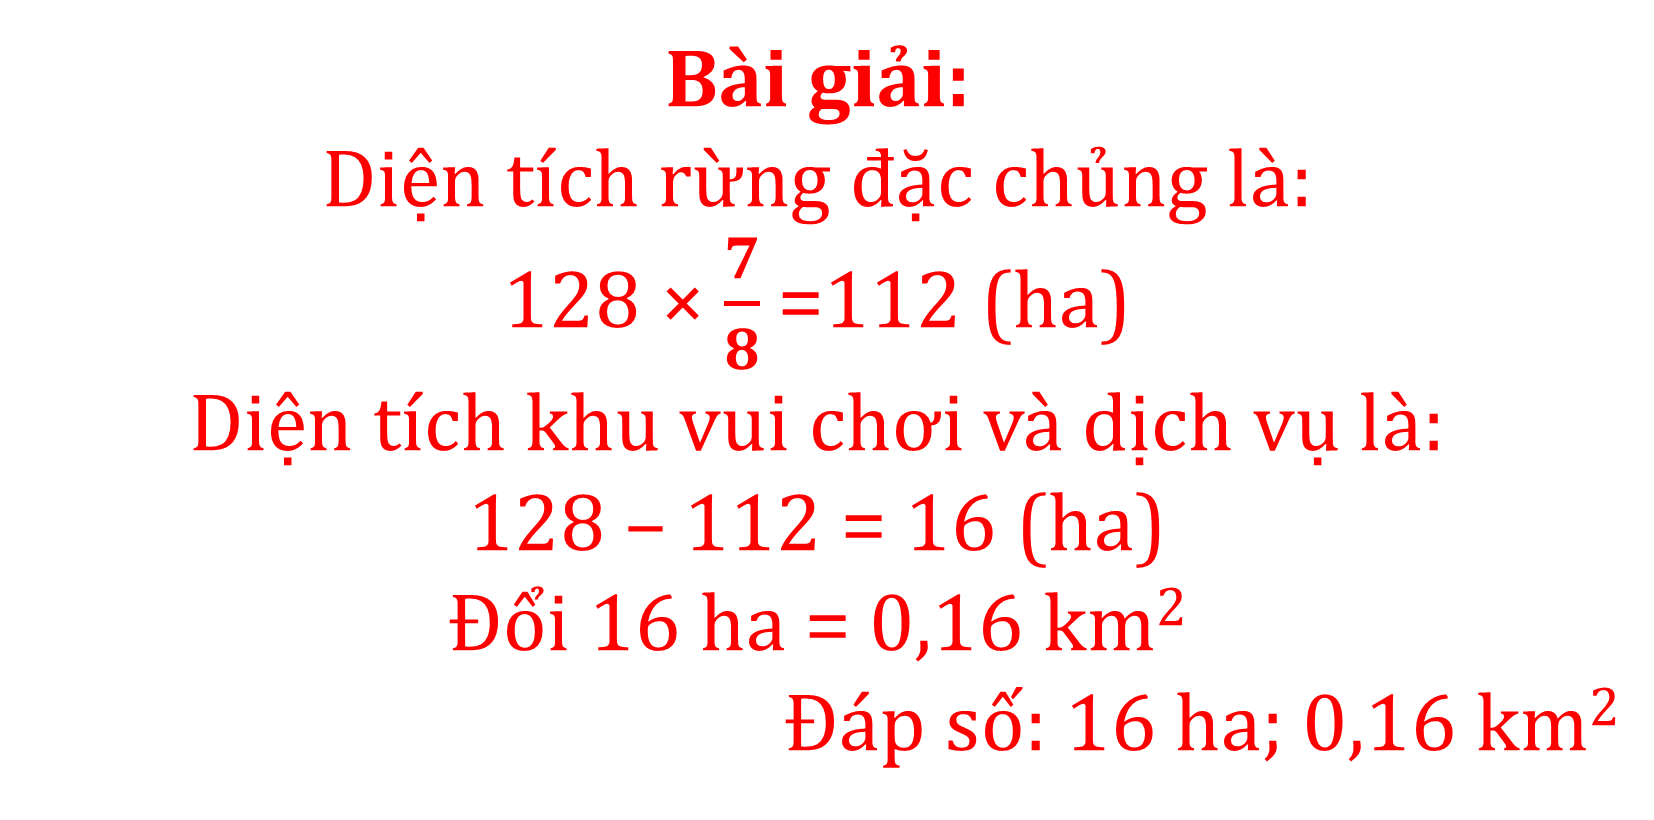 Bài giải:
Diện tích rừng đặc chủng là:
128 × 7/8 =112 (ha)
Diện tích khu vui chơi và dịch vụ là:
128 – 112 = 16 (ha)
Đổi 16 ha = 0,16 km²
Đáp số: 16 ha; 0,16 km²